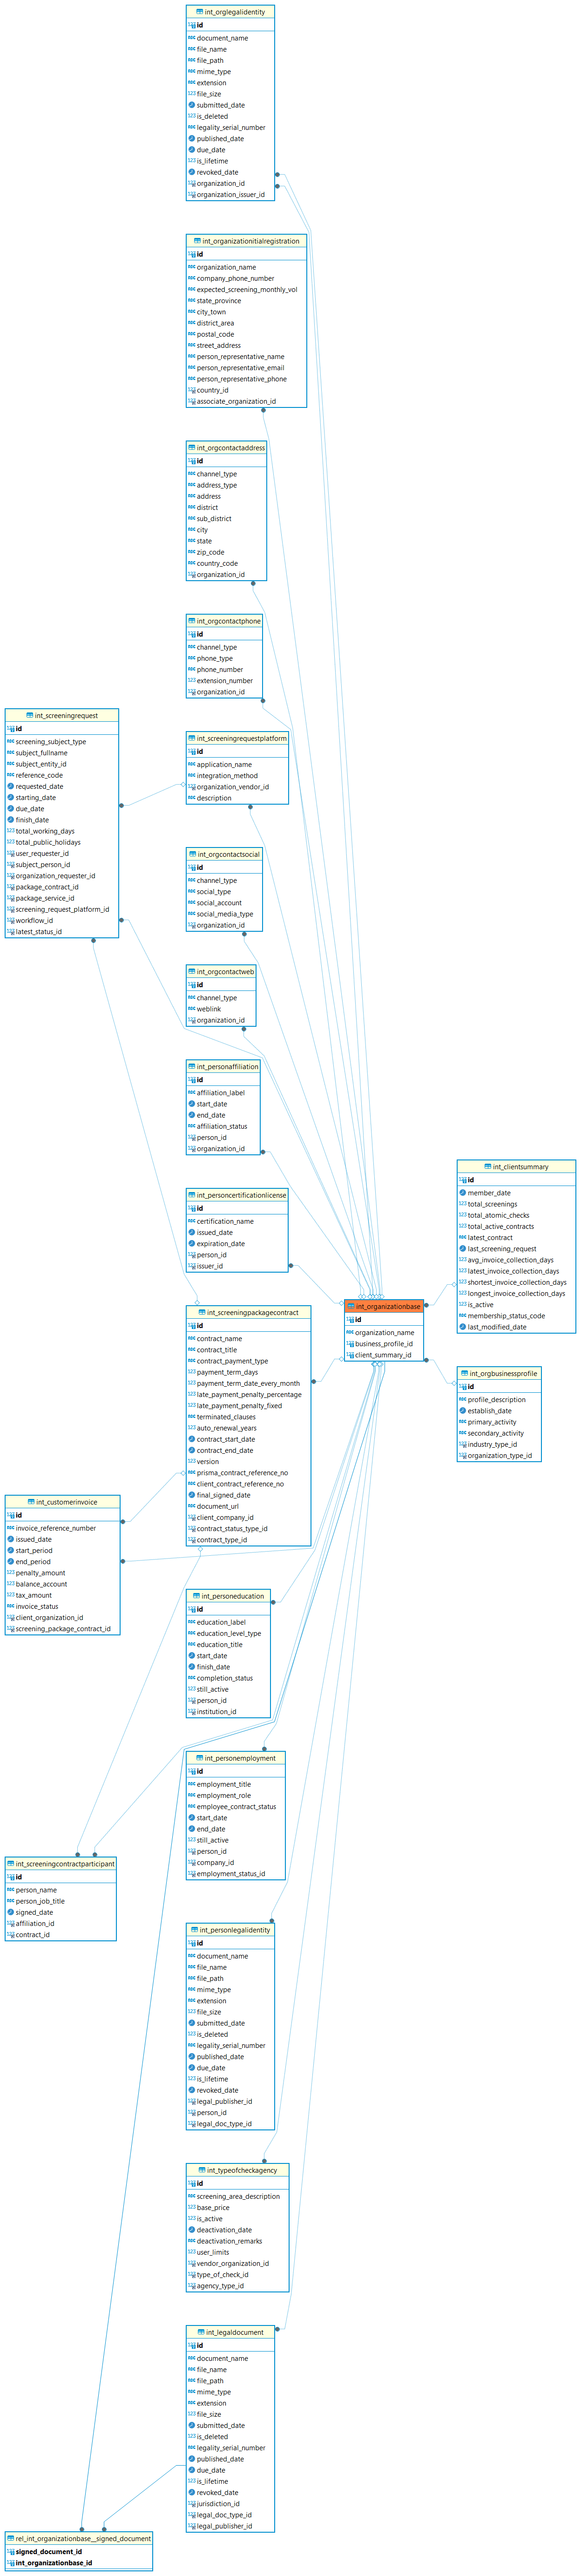 int_orglegalidentity
id
document_name
file_name
file_path
mime_type
extension
file_size
submitted_date
is_deleted
legality_serial_number
published_date
due_date
is_lifetime
revoked_date
organization_id
organization_issuer_id
int_organizationitialregistration
id
organization_name
company_phone_number
expected_screening_monthly_vol
state_province
city_town
district_area
postal_code
street_address
person_representative_name
person_representative_email
person_representative_phone
country_id
associate_organization_id
int_orgcontactaddress
id
channel_type
address_type
address
district
sub_district
city
state
zip_code
country_code
organization_id
int_orgcontactphone
id
channel_type
phone_type
phone_number
extension_number
organization_id
int_screeningrequest
id
screening_subject_type
subject_fullname
subject_entity_id
reference_code
requested_date
starting_date
due_date
finish_date
total_working_days
total_public_holidays
user_requester_id
subject_person_id
organization_requester_id
package_contract_id
package_service_id
screening_request_platform_id
workflow_id
latest_status_id
int_screeningrequestplatform
id
application_name
integration_method
organization_vendor_id
description
int_orgcontactsocial
id
channel_type
social_type
social_account
social_media_type
organization_id
int_orgcontactweb
id
channel_type
weblink
organization_id
int_personaffiliation
id
affiliation_label
start_date
end_date
affiliation_status
person_id
organization_id
int_personcertificationlicense
id
certification_name
issued_date
expiration_date
person_id
issuer_id
int_clientsummary
id
member_date
total_screenings
total_atomic_checks
total_active_contracts
latest_contract
last_screening_request
avg_invoice_collection_days
latest_invoice_collection_days
shortest_invoice_collection_days
longest_invoice_collection_days
is_active
membership_status_code
last_modified_date
int_organizationbase
id
organization_name
business_profile_id
client_summary_id
int_orgbusinessprofile
id
profile_description
establish_date
primary_activity
secondary_activity
industry_type_id
organization_type_id
int_screeningpackagecontract
id
contract_name
contract_title
contract_payment_type
payment_term_days
payment_term_date_every_month
late_payment_penalty_percentage
late_payment_penalty_fixed
terminated_clauses
auto_renewal_years
contract_start_date
contract_end_date
version
prisma_contract_reference_no
client_contract_reference_no
final_signed_date
document_url
client_company_id
contract_status_type_id
contract_type_id
int_customerinvoice
id
invoice_reference_number
issued_date
start_period
end_period
penalty_amount
balance_account
tax_amount
invoice_status
client_organization_id
screening_package_contract_id
int_personeducation
id
education_label
education_level_type
education_title
start_date
finish_date
completion_status
still_active
person_id
institution_id
int_personemployment
id
employment_title
employment_role
employee_contract_status
start_date
end_date
still_active
person_id
company_id
employment_status_id
int_screeningcontractparticipant
id
person_name
person_job_title
signed_date
affiliation_id
contract_id
int_personlegalidentity
id
document_name
file_name
file_path
mime_type
extension
file_size
submitted_date
is_deleted
legality_serial_number
published_date
due_date
is_lifetime
revoked_date
legal_publisher_id
person_id
legal_doc_type_id
int_typeofcheckagency
id
screening_area_description
base_price
is_active
deactivation_date
deactivation_remarks
user_limits
vendor_organization_id
type_of_check_id
agency_type_id
int_legaldocument
id
document_name
file_name
file_path
mime_type
extension
file_size
submitted_date
is_deleted
legality_serial_number
published_date
due_date
is_lifetime
revoked_date
jurisdiction_id
legal_doc_type_id
legal_publisher_id
rel_int_organizationbase__signed_document
signed_document_id
int_organizationbase_id